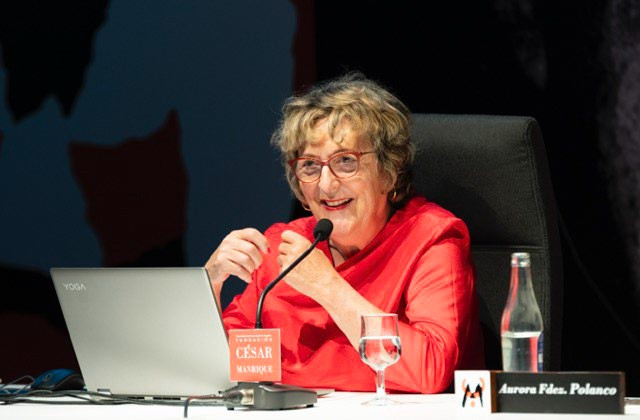 YOGA
FUNDACIÓN
CÉSAR
MANRIQUE
Aurora Fdez. Polanco